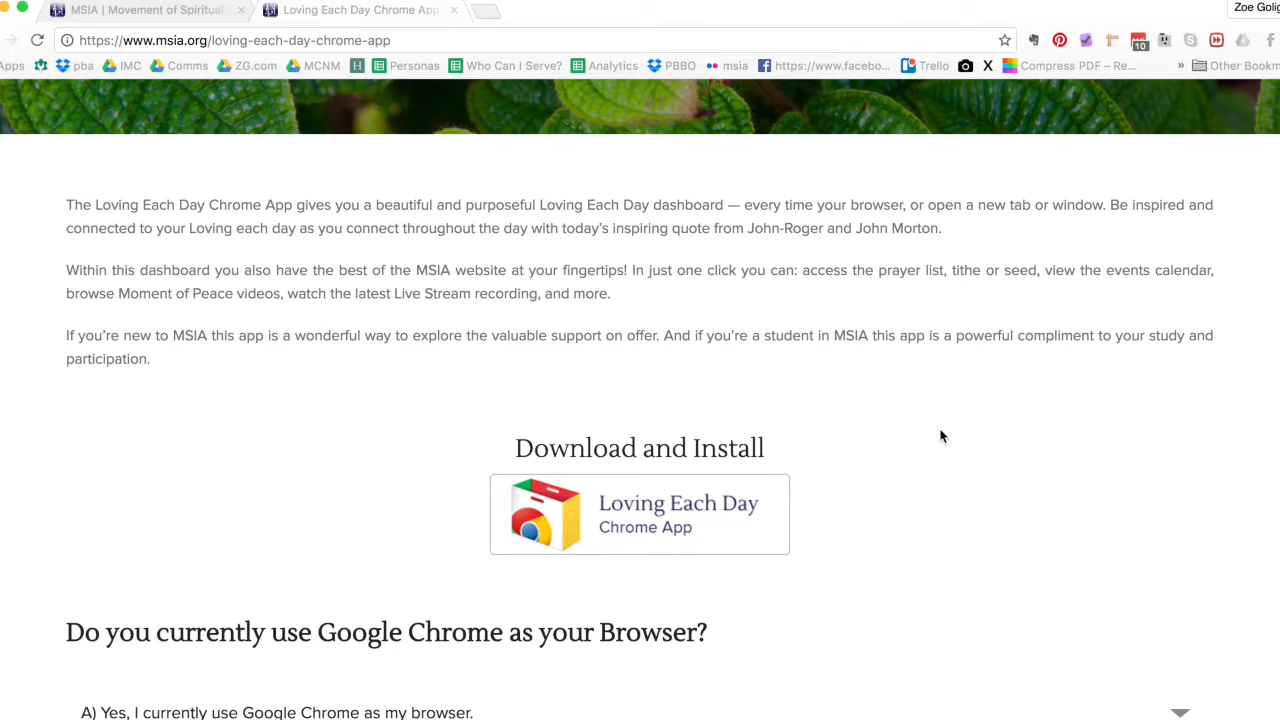 MSIA | Movement of Spiritual
Loving Each Day Chrome App
Zoe Golig
https://www.msia.org/loving-each-day-chrome-app
10
Apps pba IMC Comms ZG.com MCNM H Personas Who Can I Serve? Analytics PBBO msia https://www.facebo... Trello X Compress PDF – Re... » Other Bookm
The Loving Each Day Chrome App gives you a beautiful and purposeful Loving Each Day dashboard — every time your browser, or open a new tab or window. Be inspired and
connected to your Loving each day as you connect throughout the day with today's inspiring quote from John-Roger and John Morton.
Within this dashboard you also have the best of the MSIA website at your fingertips! In just one click you can: access the prayer list, tithe or seed, view the events calendar,
browse Moment of Peace videos, watch the latest Live Stream recording, and more.
If you're new to MSIA this app is a wonderful way to explore the valuable support on offer. And if you're a student in MSIA this app is a powerful compliment to your study and
participation.
Download and Install
Loving Each Day
Chrome App
Do you currently use Google Chrome as your Browser?
A) Yes, I currently use Google Chrome as my browser.